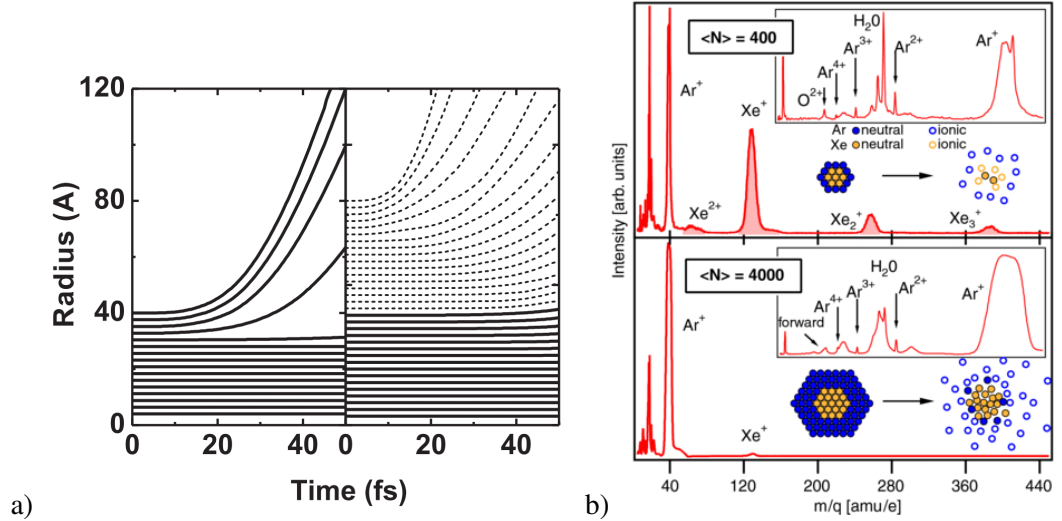 Radius (A)
120
80
40
0
0
20
40
0
20
40
Time (fs)
a)
<N> = 400
H₂0
Ar³⁺
Ar²⁺
Ar⁴⁺
O²⁺
Ar⁺
Ar⁺
Xe⁺
Ar neutral ionic
Xe neutral ionic
Xe²⁺
Xe₂⁺
Xe₃⁺
Intensity [arb. units]
<N> = 4000
H₂0
Ar³⁺
Ar⁴⁺
Ar²⁺
forward
Ar⁺
Ar⁺
Xe⁺
40
120
200
280
360
440
m/q [amu/e]
b)